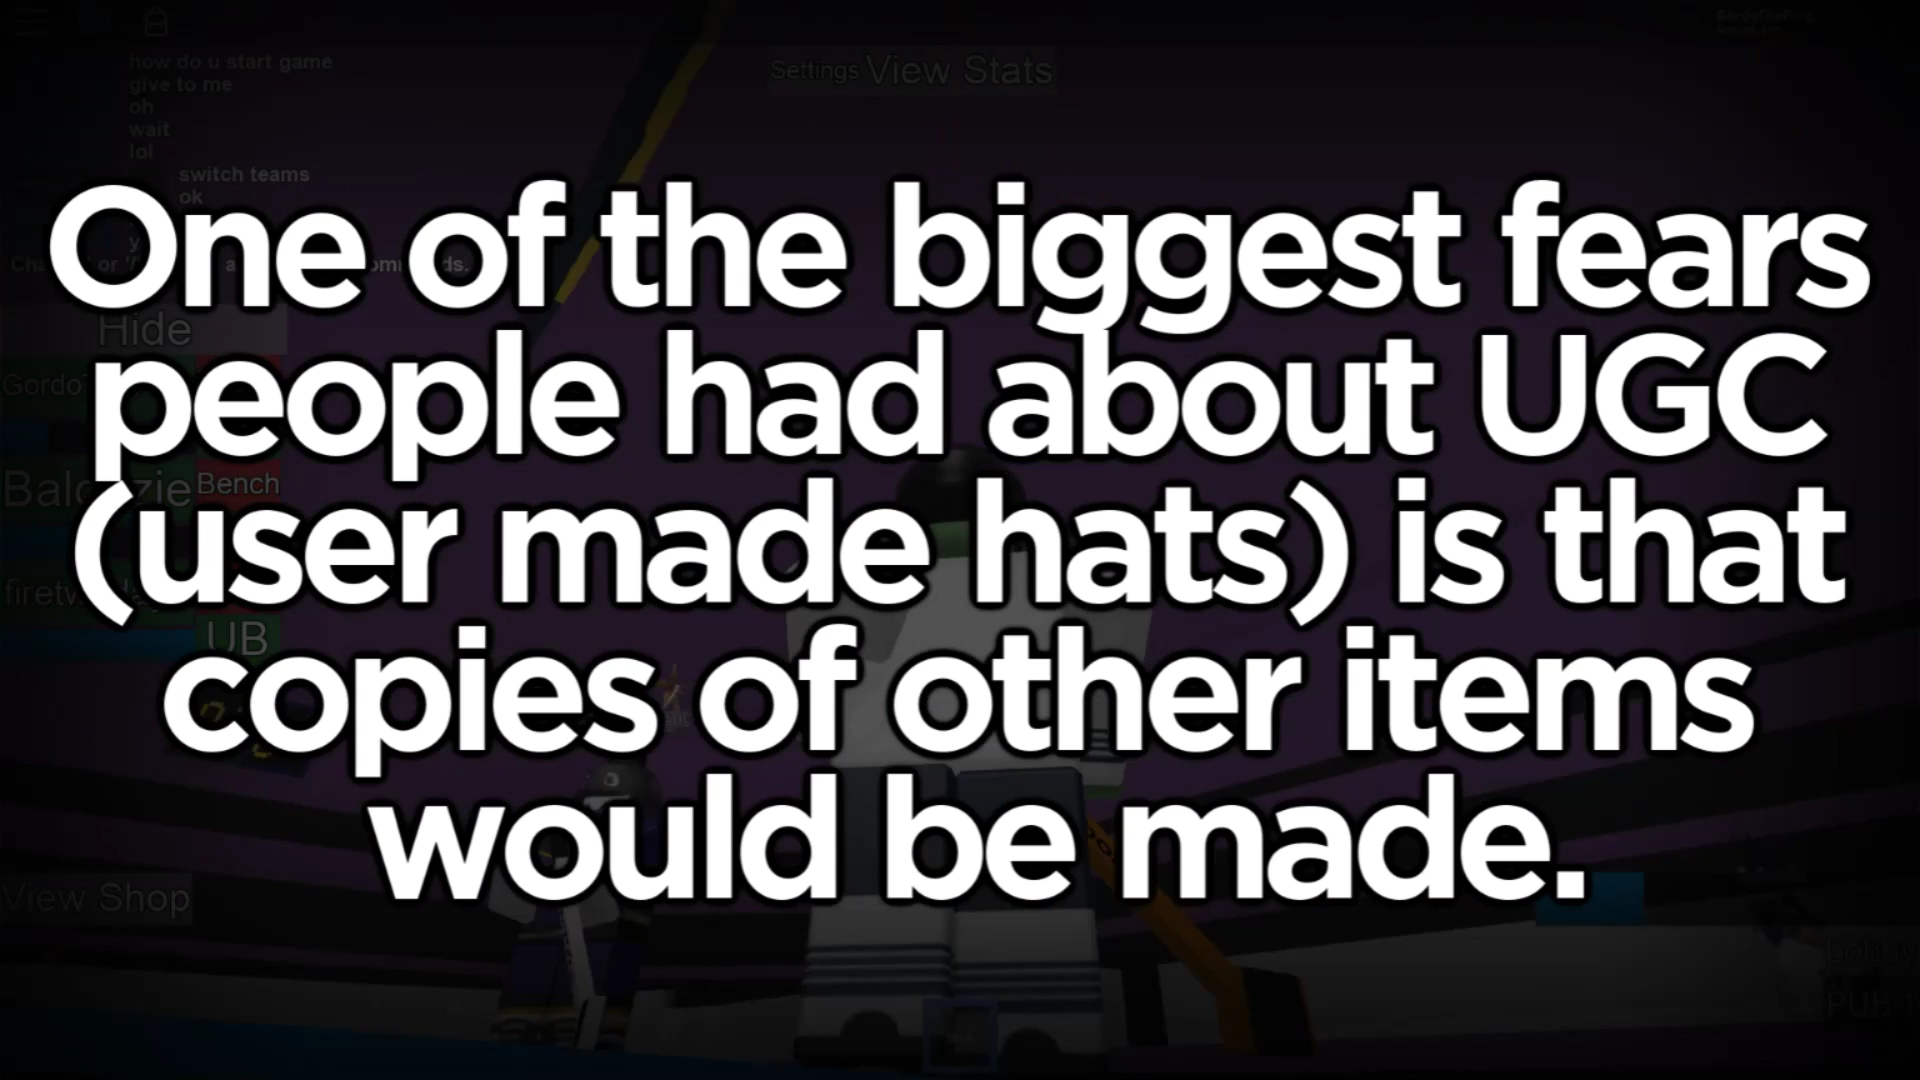 how do u start game
give to me
oh
wait
lol
switch teams
ok
Settings View Stats
One of the biggest fears
people had about UGC
(user made hats) is that
copies of other items
would be made.
Hide
Bench
UB
View Shop
Lobby
PUB